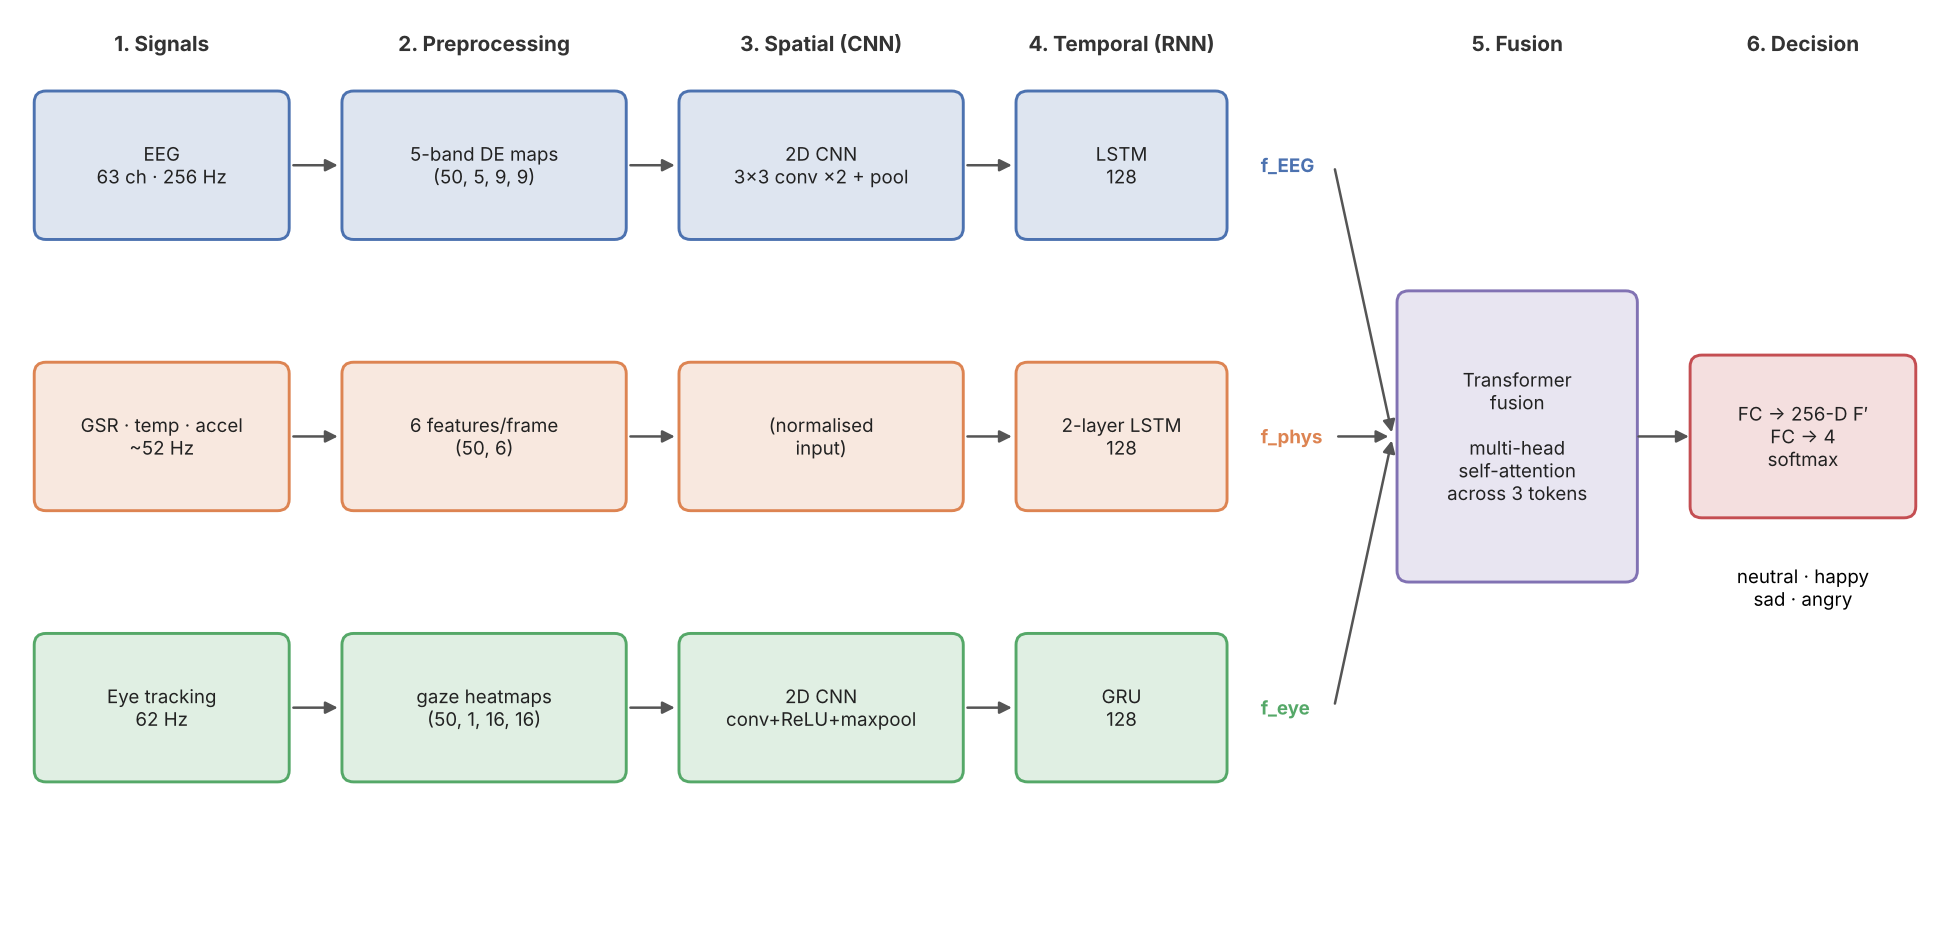 1. Signals
2. Preprocessing
3. Spatial (CNN)
4. Temporal (RNN)
5. Fusion
6. Decision
EEG
63 ch · 256 Hz
5-band DE maps
(50, 5, 9, 9)
2D CNN
3×3 conv ×2 + pool
LSTM
128
f_EEG
GSR · temp · accel
~52 Hz
6 features/frame
(50, 6)
(normalised
input)
2-layer LSTM
128
f_phys
Transformer
fusion
multi-head
self-attention
across 3 tokens
FC → 256-D F′
FC → 4
softmax
neutral · happy
sad · angry
Eye tracking
62 Hz
gaze heatmaps
(50, 1, 16, 16)
2D CNN
conv+ReLU+maxpool
GRU
128
f_eye